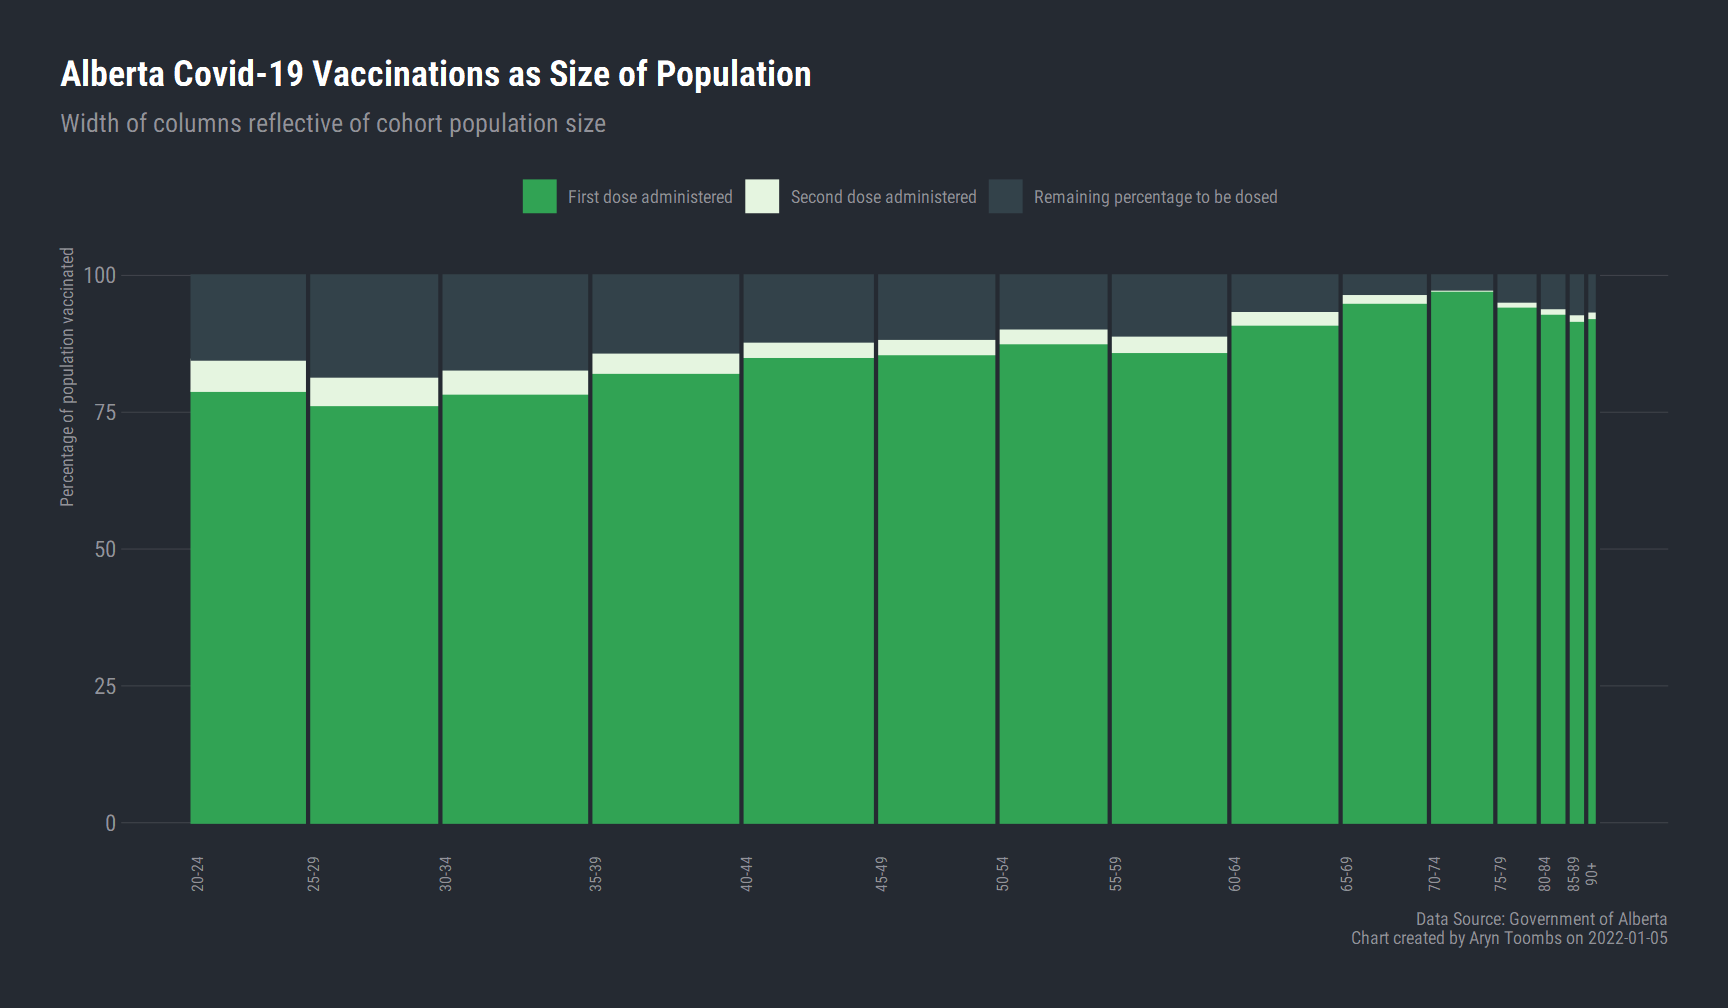 Alberta Covid-19 Vaccinations as Size of Population
Width of columns reflective of cohort population size
First dose administered
Second dose administered
Remaining percentage to be dosed
Percentage of population vaccinated
100
75
50
25
0
20-24
25-29
30-34
35-39
40-44
45-49
50-54
55-59
60-64
65-69
70-74
75-79
80-84
85-89
90+
Data Source: Government of Alberta
Chart created by Aryn Toombs on 2022-01-05